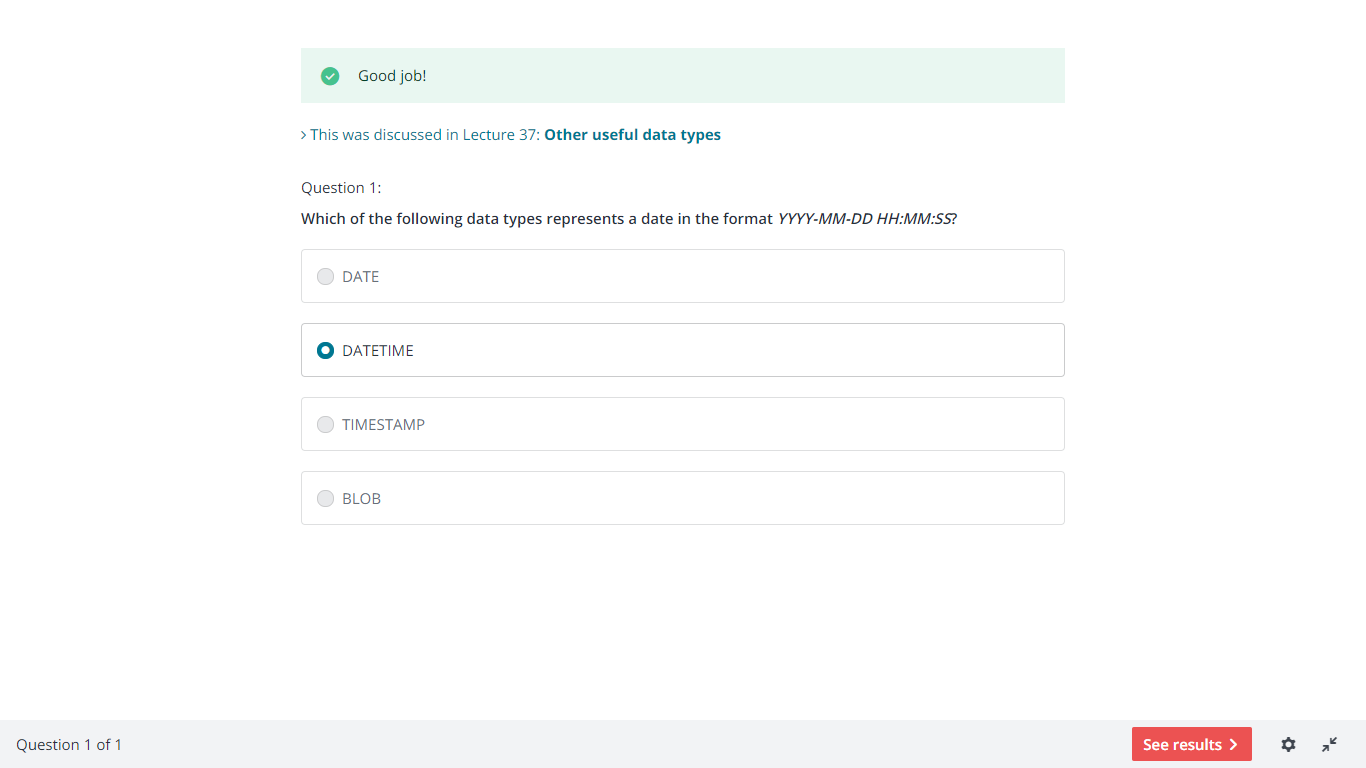 Good job!
This was discussed in Lecture 37: Other useful data types
Question 1:
Which of the following data types represents a date in the format YYYY-MM-DD HH:MM:SS?
DATE
DATETIME
TIMESTAMP
BLOB
Question 1 of 1
See results